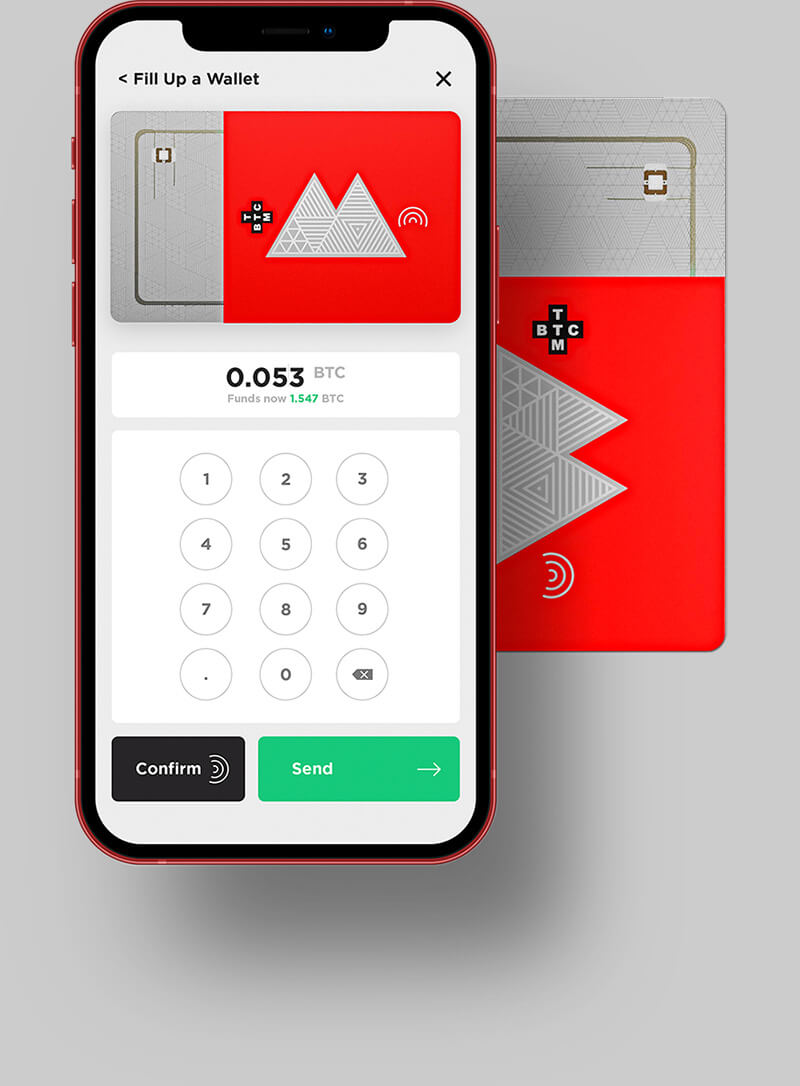 < Fill Up a Wallet
BTC
TTM
0.053 BTC
Funds now 1.547 BTC
1 2 3
4 5 6
7 8 9
. 0
Confirm
Send
T
BTC
M